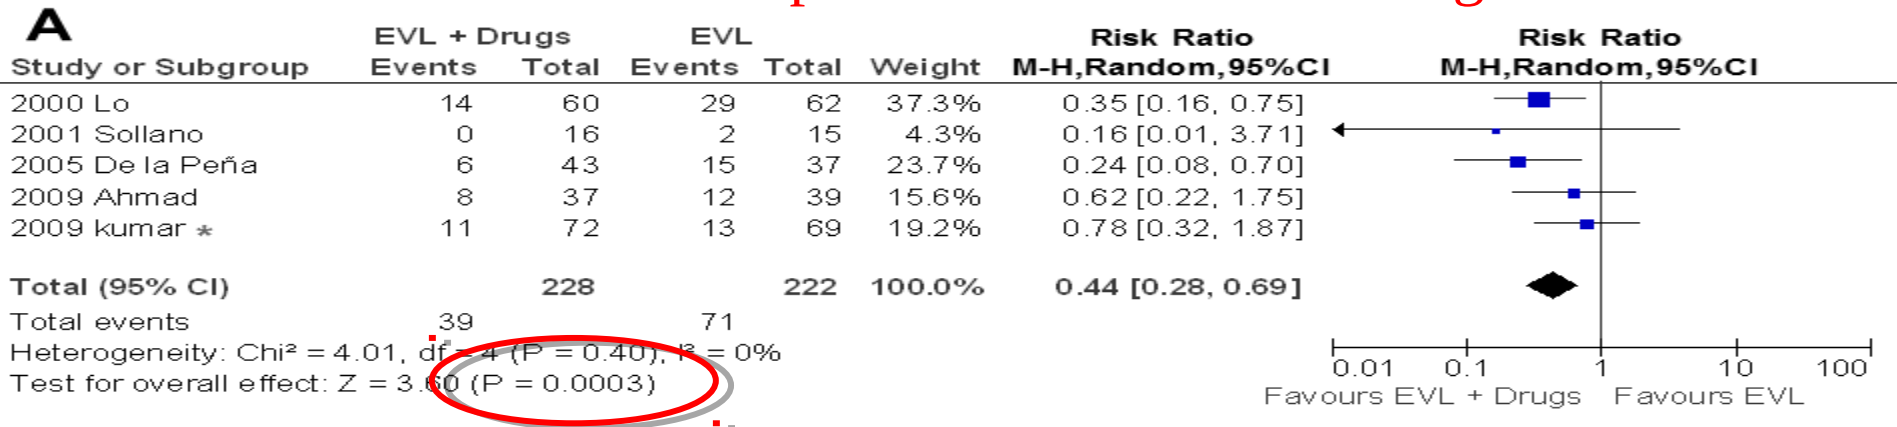 A
EVL + Drugs EVL Risk Ratio Risk Ratio
Study or Subgroup Events Total Events Total Weight M-H,Random,95%CI M-H,Random,95%CI
2000 Lo 14 60 29 62 37.3% 0.35 [0.16, 0.75]
2001 Sollano 0 16 2 15 4.3% 0.16 [0.01, 3.71]
2005 De la Peña 6 43 15 37 23.7% 0.24 [0.08, 0.70]
2009 Ahmad 8 37 12 39 15.6% 0.62 [0.22, 1.75]
2009 kumar * 11 72 13 69 19.2% 0.78 [0.32, 1.87]
Total (95% CI) 228 222 100.0% 0.44 [0.28, 0.69]
Total events 39 71
Heterogeneity: Chi² = 4.01, df = 4 (P = 0.40), I² = 0%
Test for overall effect: Z = 3.60 (P = 0.0003)
0.01 0.1 1 10 100
Favours EVL + Drugs Favours EVL